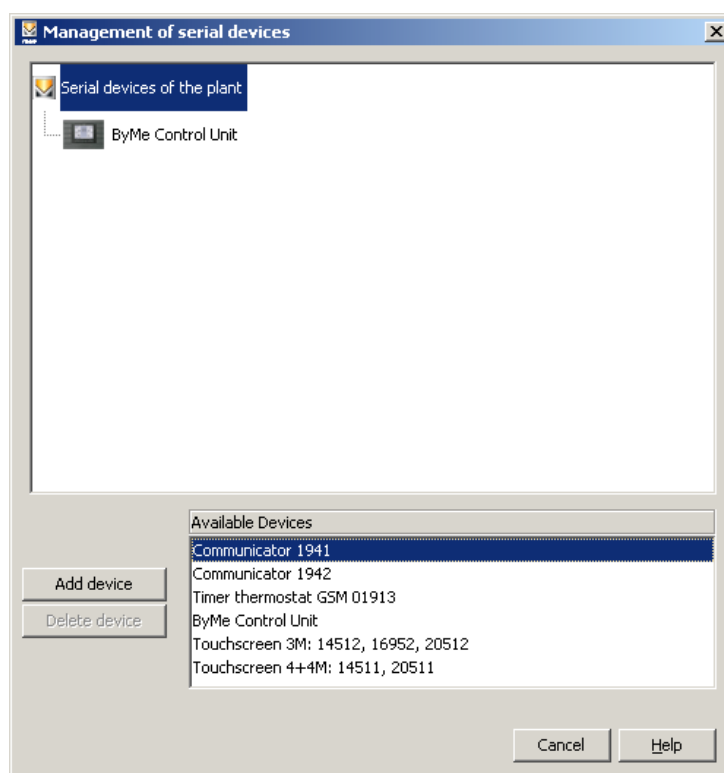 Management of serial devices
Serial devices of the plant
ByMe Control Unit
Available Devices
Communicator 1941
Communicator 1942
Timer thermostat GSM 01913
ByMe Control Unit
Touchscreen 3M: 14512, 16952, 20512
Touchscreen 4+4M: 14511, 20511
Add device
Delete device
Cancel
Help